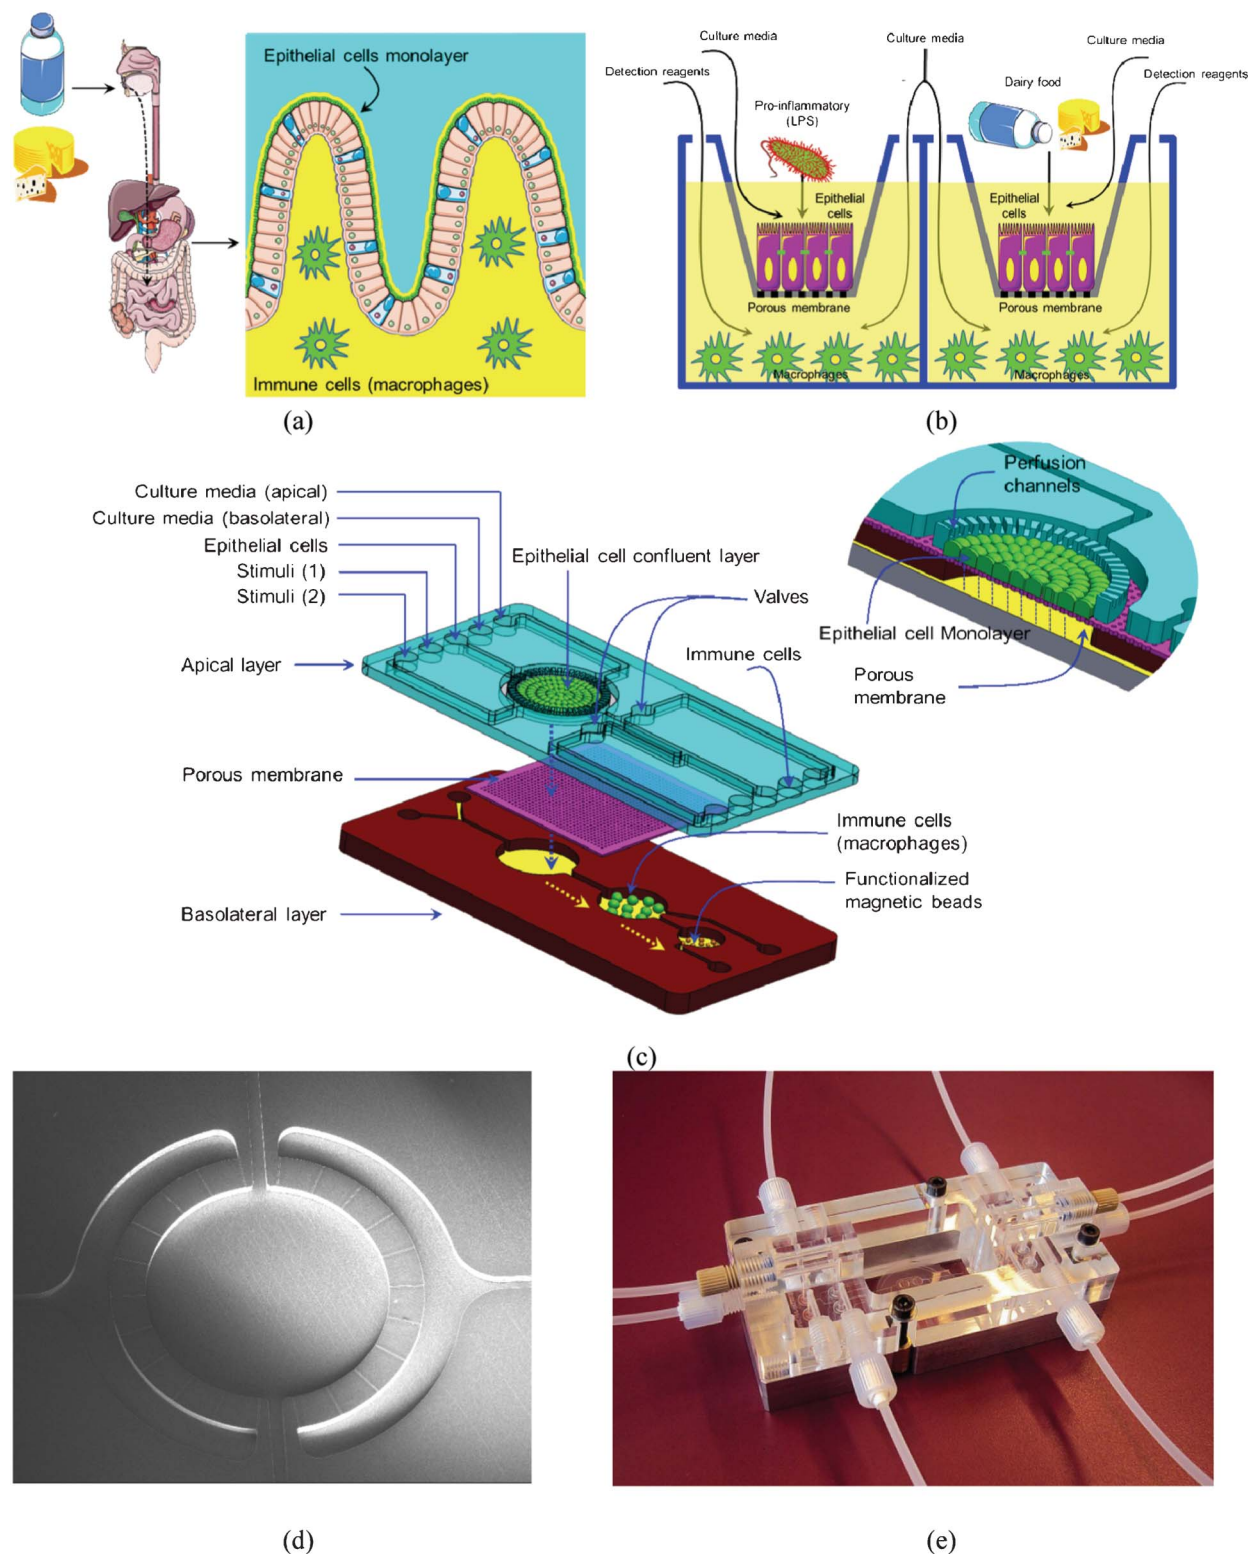 Epithelial cells monolayer
Immune cells (macrophages)
(a)
Culture media
Culture media
Culture media
Detection reagents
Detection reagents
Dairy food
Pro-inflammatory
(LPS)
Epithelial
cells
Epithelial
cells
Porous membrane
Porous membrane
Macrophages
Macrophages
(b)
Culture media (apical)
Culture media (basolateral)
Epithelial cells
Stimuli (1)
Stimuli (2)
Epithelial cell confluent layer
Valves
Apical layer
Immune cells
Perfusion
channels
Epithelial cell Monolayer
Porous
membrane
Porous membrane
Immune cells
(macrophages)
Functionalized
magnetic beads
Basolateral layer
(c)
(d)
(e)